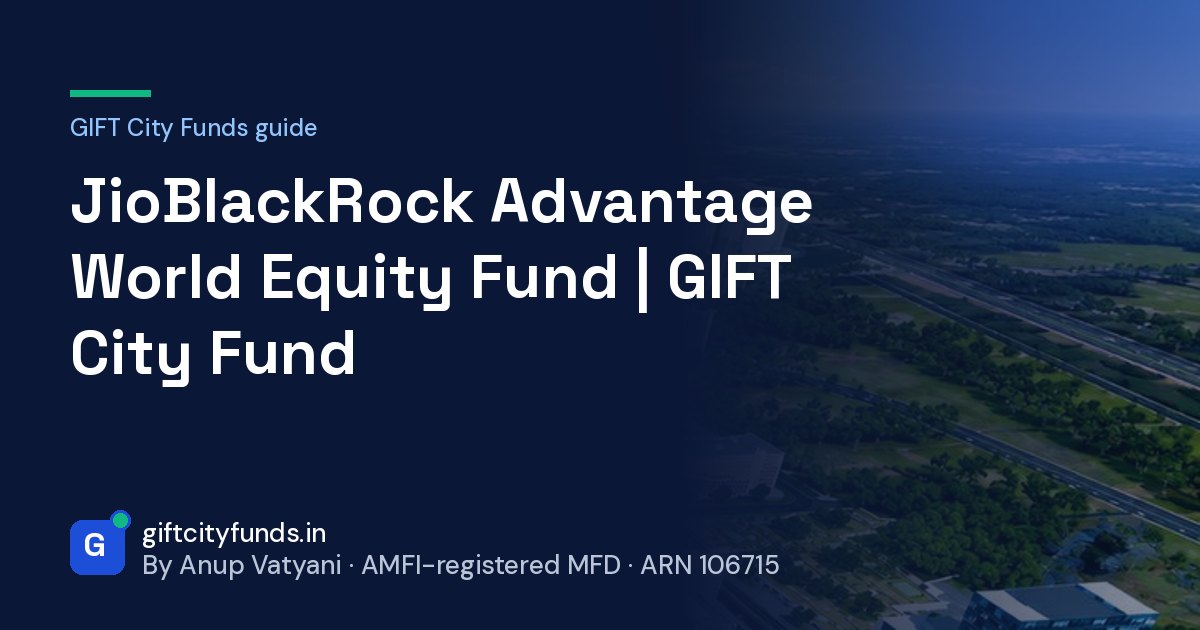 GIFT City Funds guide
JioBlackRock Advantage
World Equity Fund | GIFT
City Fund
G
giftcityfunds.in
By Anup Vatyani · AMFI-registered MFD · ARN 106715